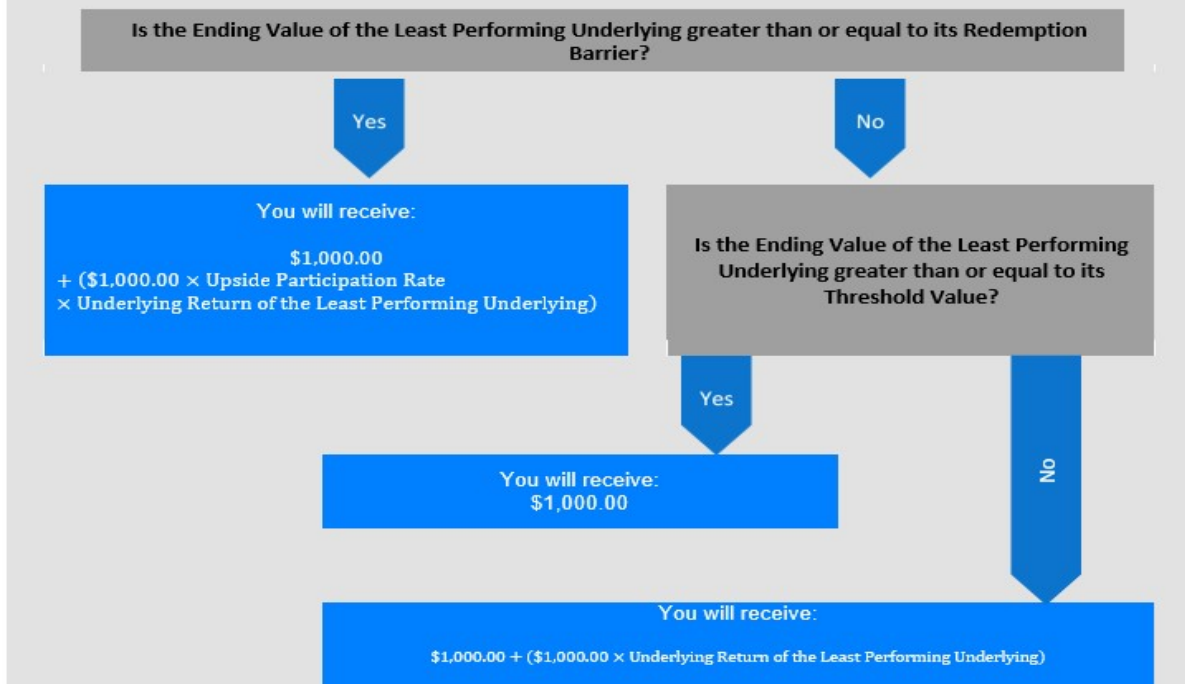 Is the Ending Value of the Least Performing Underlying greater than or equal to its Redemption
Barrier?
Yes
No
You will receive:
$1,000.00
+ ($1,000.00 × Upside Participation Rate
× Underlying Return of the Least Performing Underlying)
Is the Ending Value of the Least Performing
Underlying greater than or equal to its
Threshold Value?
Yes
No
You will receive:
$1,000.00
You will receive:
$1,000.00 + ($1,000.00 × Underlying Return of the Least Performing Underlying)